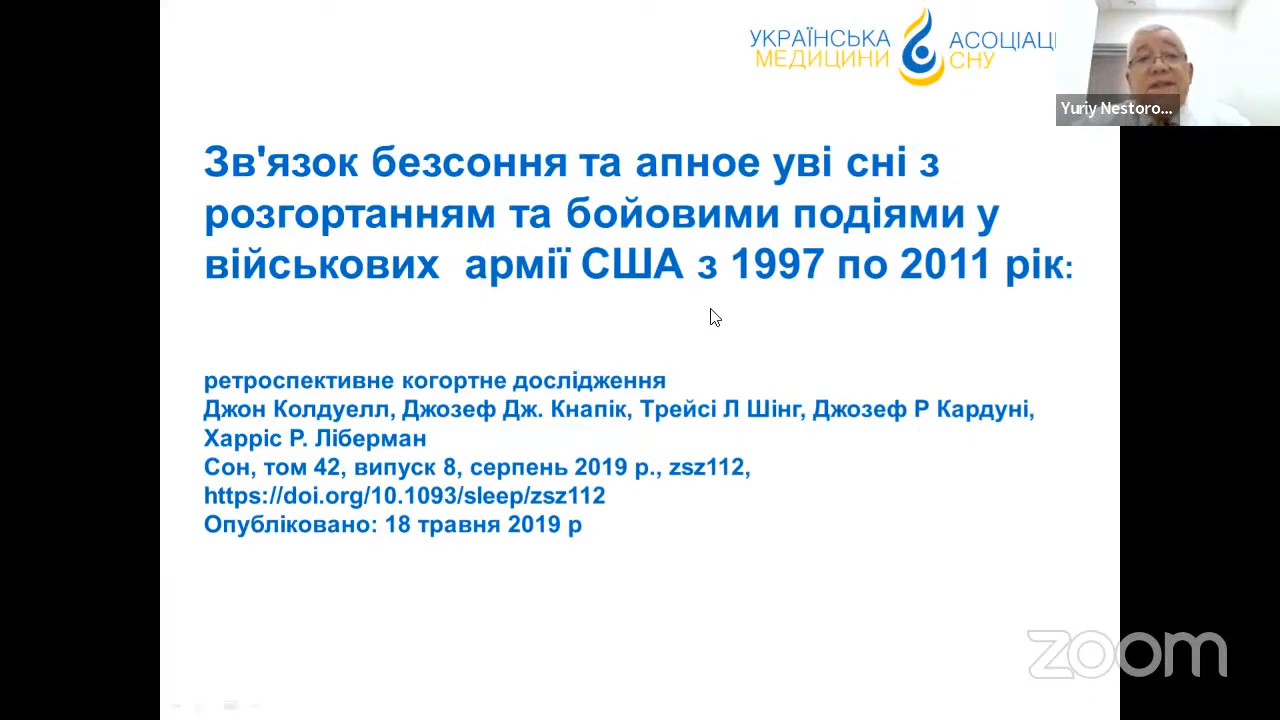 УКРАЇНСЬКА АСОЦІАЦІ
МЕДИЦИНИ СНУ
Yuriy Nestoro...
Зв'язок безсоння та апное уві сні з
розгортанням та бойовими подіями у
військових армії США з 1997 по 2011 рік:
ретроспективне когортне дослідження
Джон Колдуелл, Джозеф Дж. Кнапік, Трейсі Л Шінг, Джозеф Р Кардуні,
Харріс Р. Ліберман
Сон, том 42, випуск 8, серпень 2019 р., zsz112,
https://doi.org/10.1093/sleep/zsz112
Опубліковано: 18 травня 2019 р
zoom